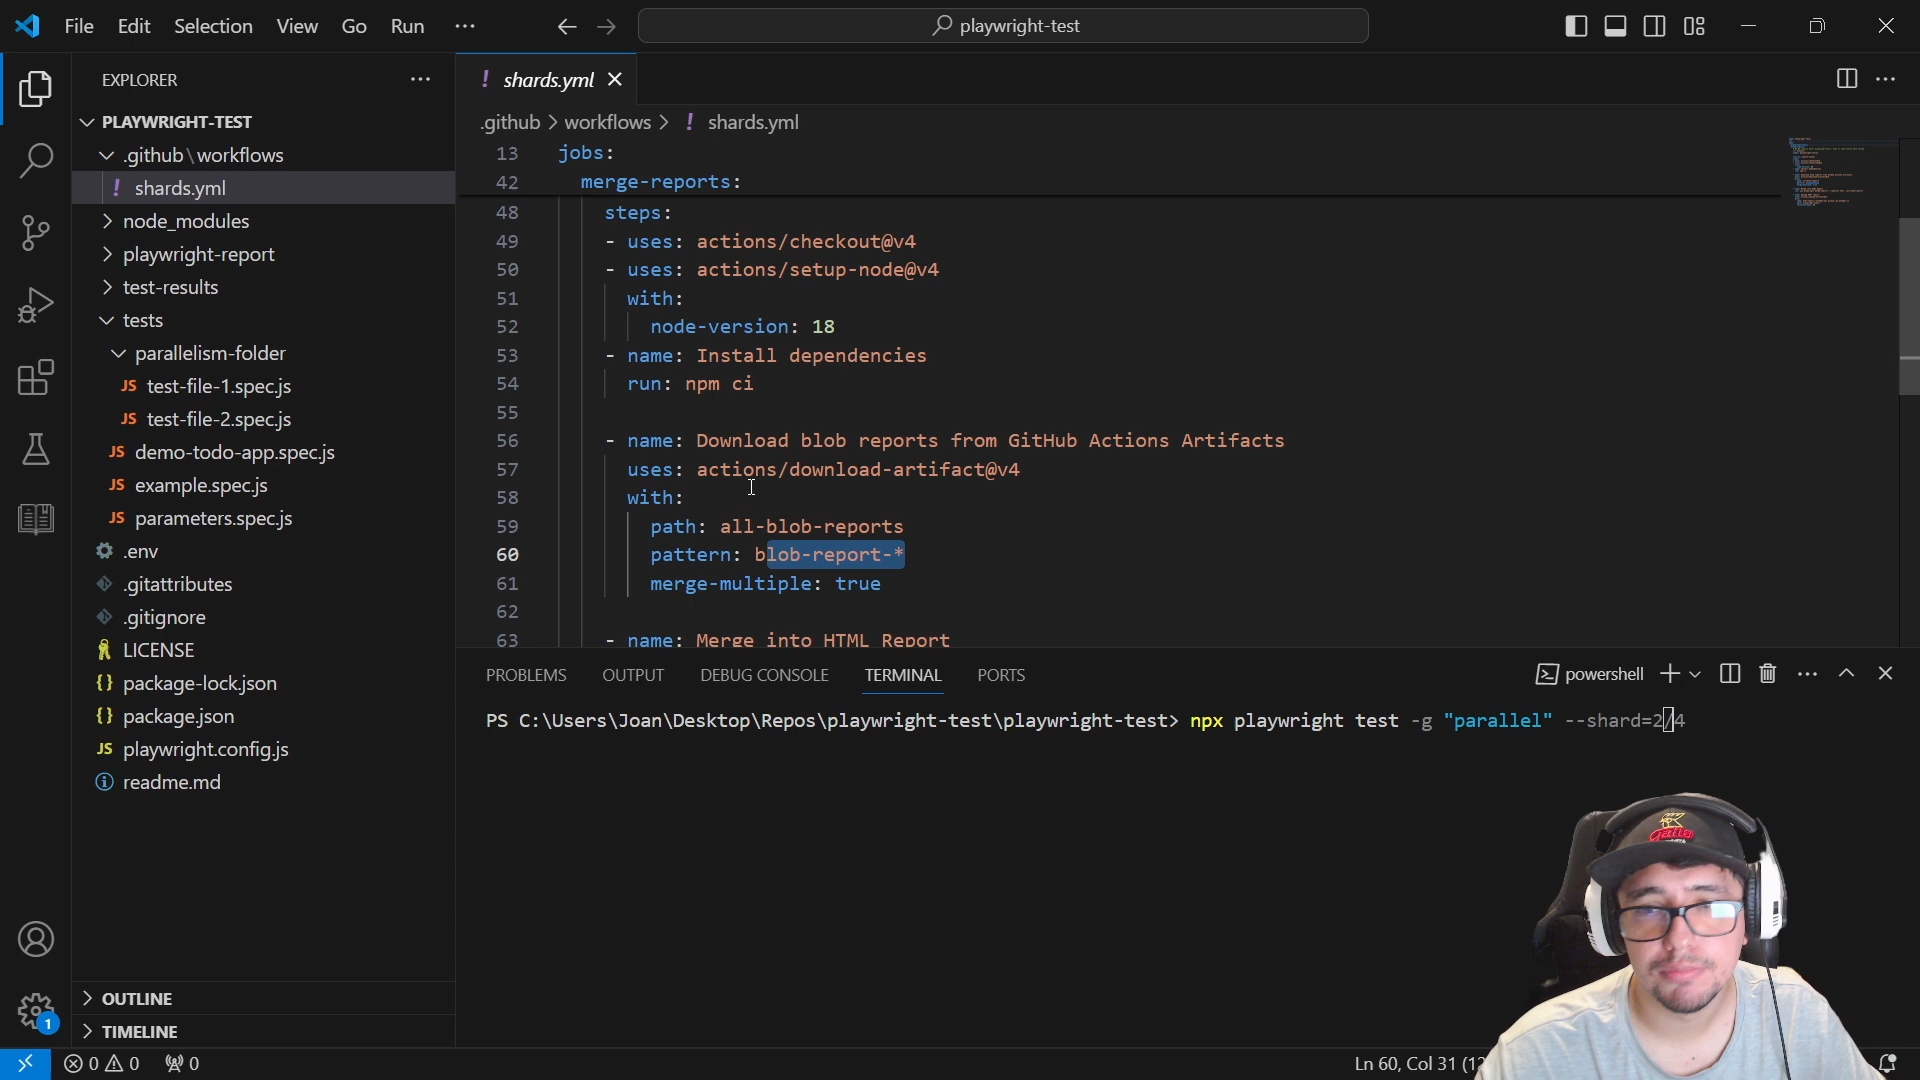 File Edit Selection View Go Run ···
playwright-test
EXPLORER
PLAYWRIGHT-TEST
.github\workflows
! shards.yml
node_modules
playwright-report
test-results
tests
parallelism-folder
JS test-file-1.spec.js
JS test-file-2.spec.js
JS demo-todo-app.spec.js
JS example.spec.js
JS parameters.spec.js
.env
.gitattributes
.gitignore
LICENSE
{} package-lock.json
{} package.json
JS playwright.config.js
readme.md
OUTLINE
TIMELINE
! shards.yml
.github > workflows > ! shards.yml
13 jobs:
42 merge-reports:
48 steps:
49 - uses: actions/checkout@v4
50 - uses: actions/setup-node@v4
51 with:
52 node-version: 18
53 - name: Install dependencies
54 run: npm ci
55
56 - name: Download blob reports from GitHub Actions Artifacts
57 uses: actions/download-artifact@v4
58 with:
59 path: all-blob-reports
60 pattern: blob-report-*
61 merge-multiple: true
62
63 - name: Merge into HTML Report
PROBLEMS OUTPUT DEBUG CONSOLE TERMINAL PORTS
powershell
PS C:\Users\Joan\Desktop\Repos\playwright-test\playwright-test> npx playwright test -g "parallel" --shard=2/4
1
0 0 0
Ln 60, Col 31